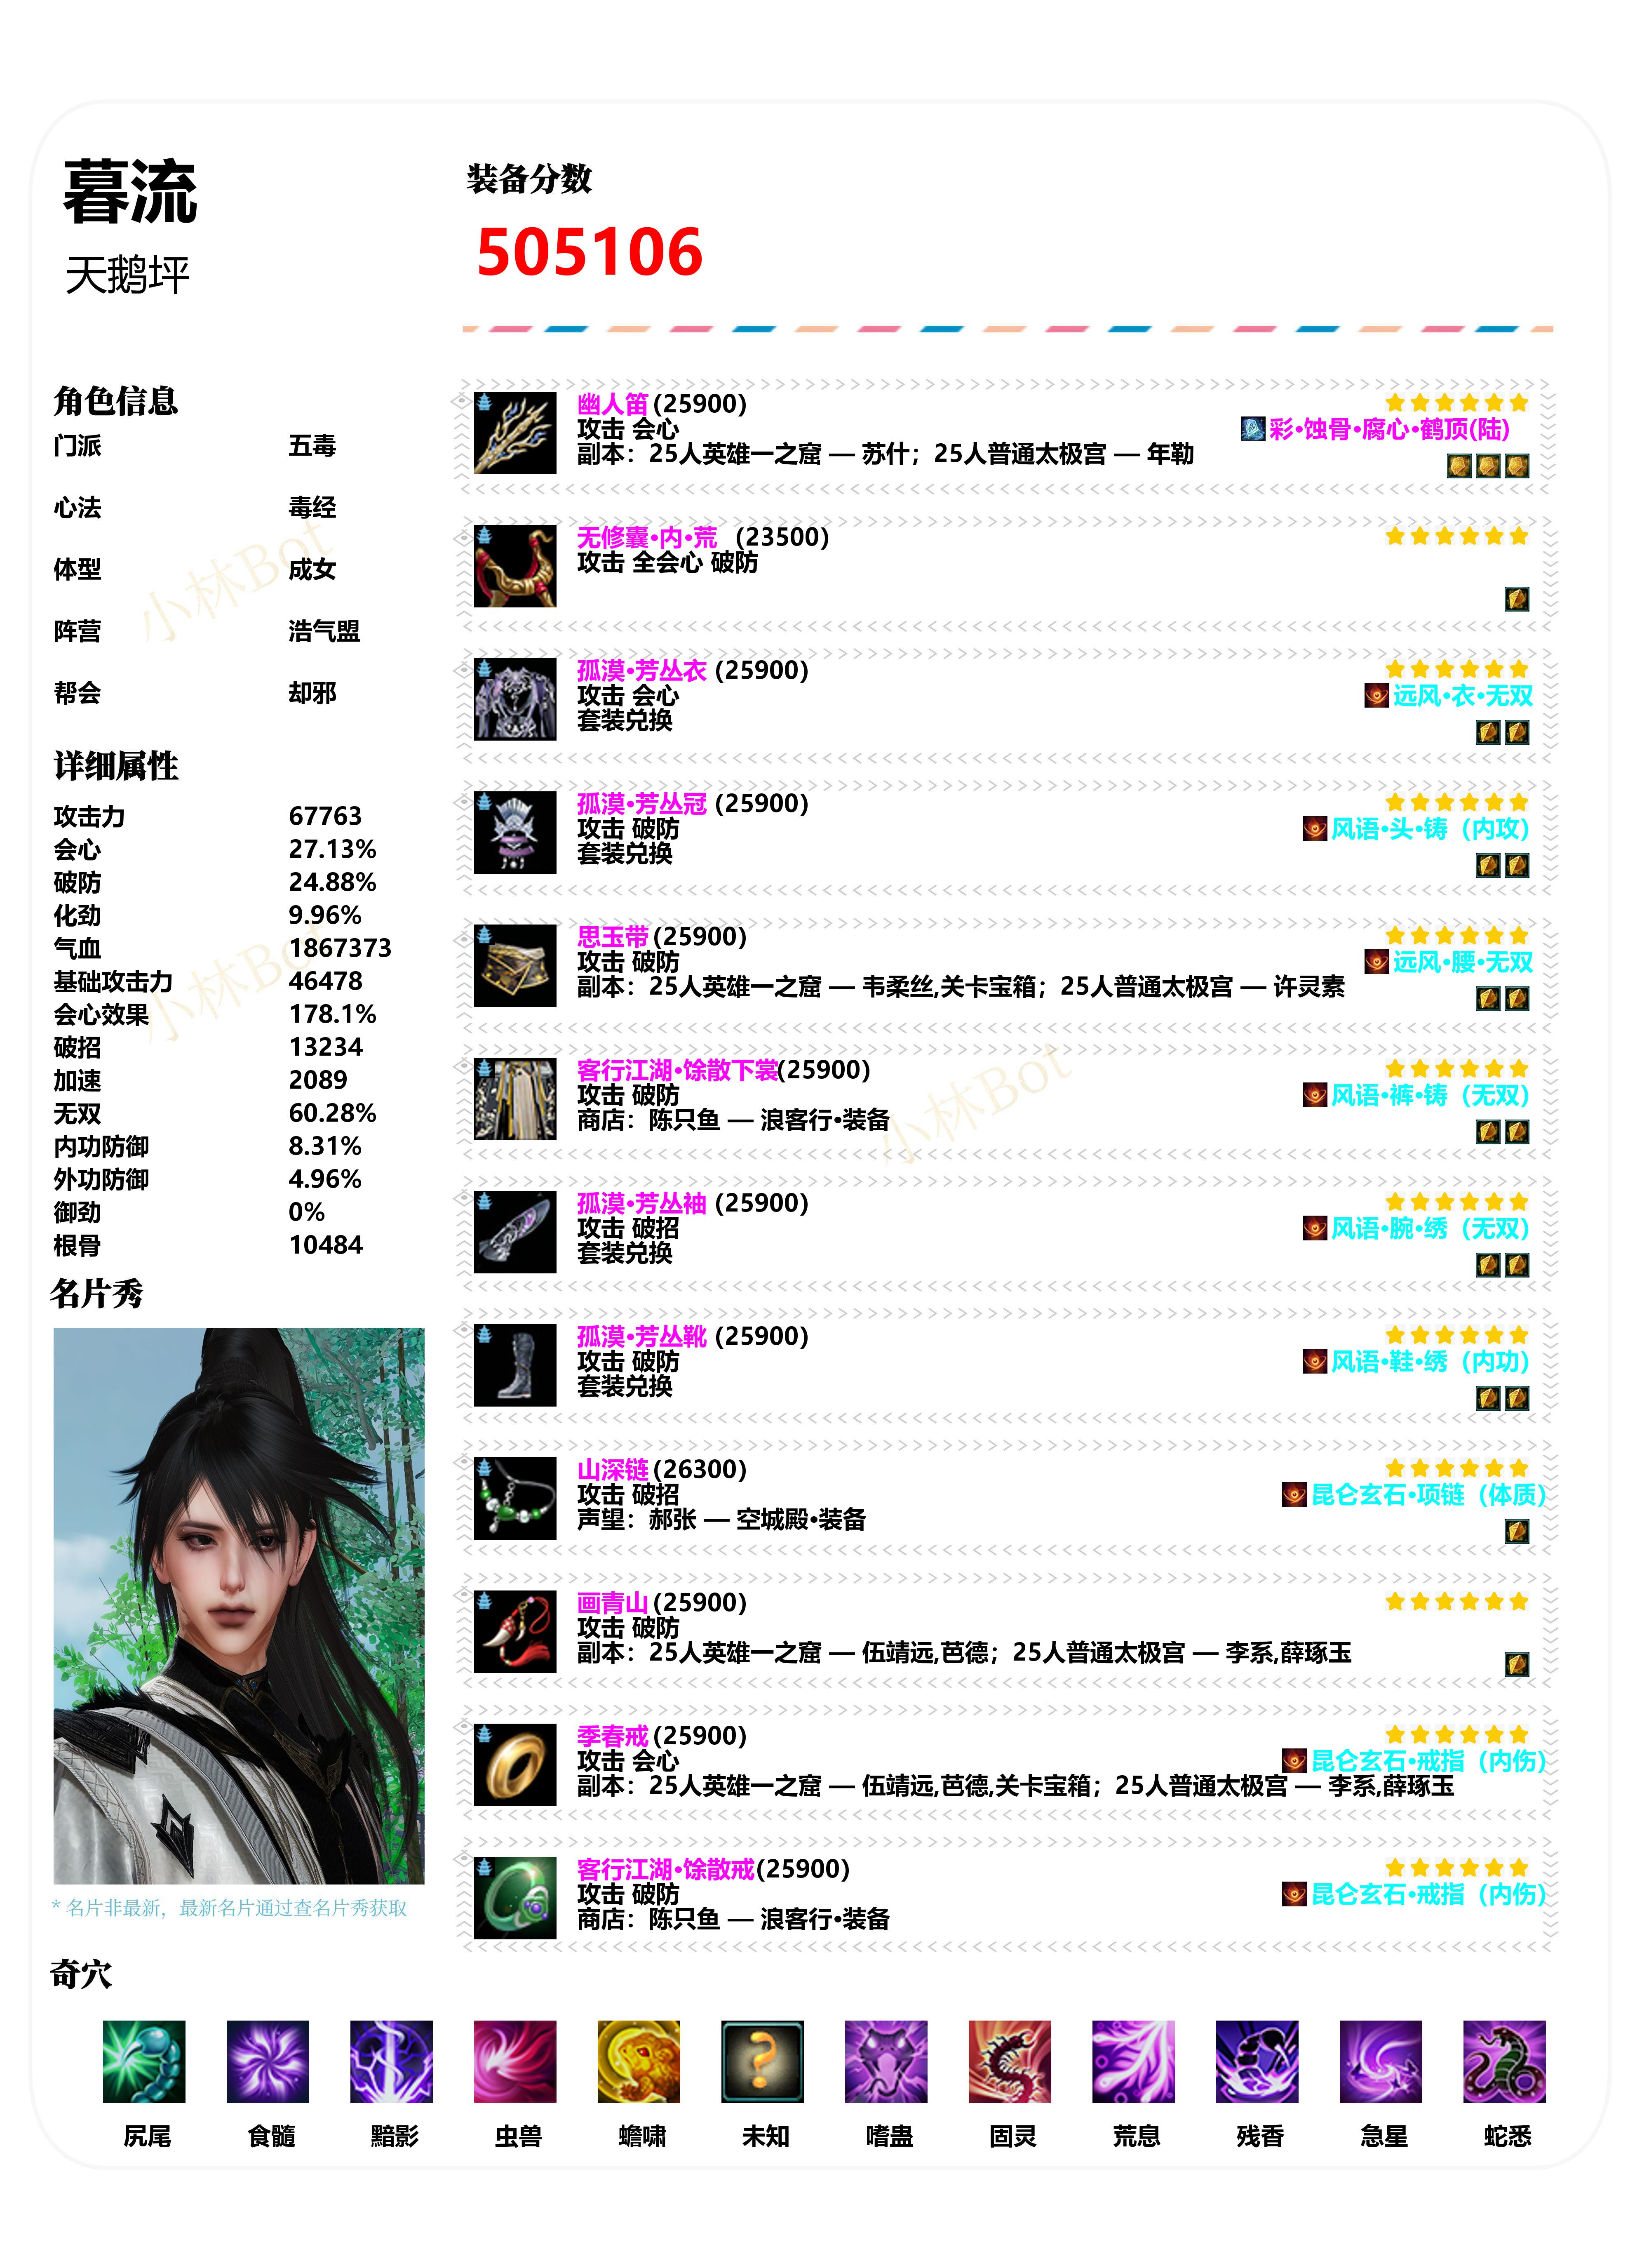 暮流
天鹅坪
装备分数
505106
角色信息
门派 五毒
心法 毒经
体型 成女
阵营 浩气盟
帮会 却邪
详细属性
攻击力 67763
会心 27.13%
破防 24.88%
化劲 9.96%
气血 1867373
基础攻击力 46478
会心效果 178.1%
破招 13234
加速 2089
无双 60.28%
内功防御 8.31%
外功防御 4.96%
御劲 0%
根骨 10484
名片秀
* 名片非最新，最新名片通过查名片秀获取
幽人笛(25900)
攻击 会心
彩•蚀骨•腐心•鹤顶(陆)
副本：25人英雄一之窟 — 苏什；25人普通太极宫 — 年勒
无修囊•内•荒 (23500)
攻击 全会心 破防
孤漠•芳丛衣 (25900)
攻击 会心
远风•衣•无双
套装兑换
孤漠•芳丛冠 (25900)
攻击 破防
风语•头•铸（内攻）
套装兑换
思玉带(25900)
攻击 破防
远风•腰•无双
副本：25人英雄一之窟 — 韦柔丝,关卡宝箱；25人普通太极宫 — 许灵素
客行江湖•馀散下裳(25900)
攻击 破防
风语•裤•铸（无双）
商店：陈只鱼 — 浪客行•装备
孤漠•芳丛袖 (25900)
攻击 破招
风语•腕•绣（无双）
套装兑换
孤漠•芳丛靴 (25900)
攻击 破防
风语•鞋•绣（内功）
套装兑换
山深链(26300)
攻击 破招
昆仑玄石•项链（体质）
声望：郝张 — 空城殿•装备
画青山(25900)
攻击 破防
副本：25人英雄一之窟 — 伍靖远,芭德；25人普通太极宫 — 李系,薛琢玉
季春戒(25900)
攻击 会心
昆仑玄石•戒指（内伤）
副本：25人英雄一之窟 — 伍靖远,芭德,关卡宝箱；25人普通太极宫 — 李系,薛琢玉
客行江湖•馀散戒(25900)
攻击 破防
昆仑玄石•戒指（内伤）
商店：陈只鱼 — 浪客行•装备
奇穴
尻尾 食髓 黯影 虫兽 蟾啸 未知 嗜蛊 固灵 荒息 残香 急星 蛇悉
小林Bot
小林Bot
小林Bot